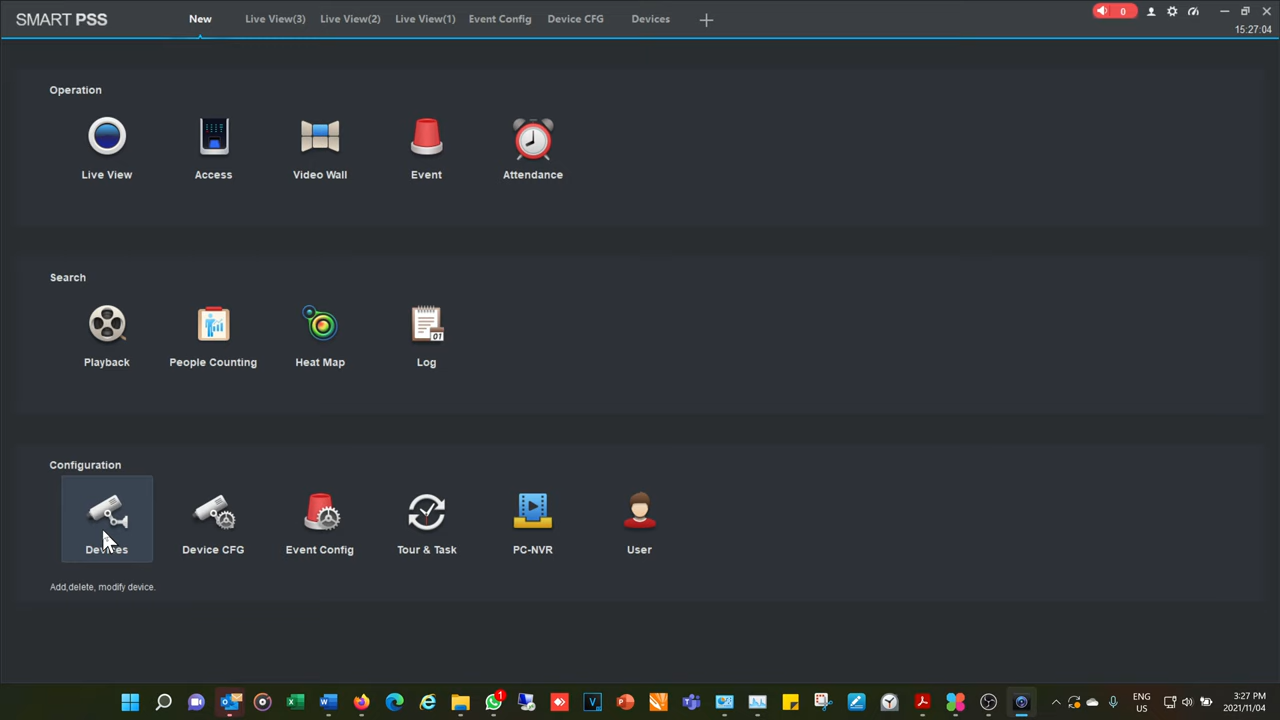 SMART PSS
New
Live View(3)
Live View(2)
Live View(1)
Event Config
Device CFG
Devices
0
15:27:04
Operation
Live View
Access
Video Wall
Event
Attendance
Search
01
Playback
People Counting
Heat Map
Log
Configuration
Devices
Device CFG
Event Config
Tour & Task
PC-NVR
User
Add,delete, modify device.
1
ENG
US
3:27 PM
2021/11/04